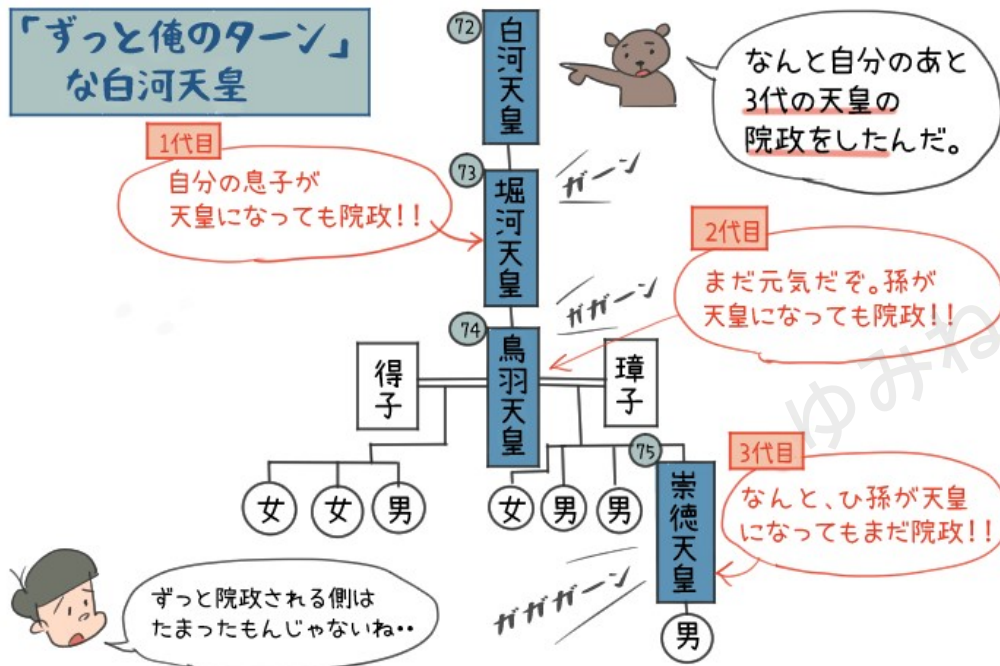 「ずっと俺のターン」
な白河天皇
72
白河天皇
なんと自分のあと
3代の天皇の
院政をしたんだ。
1代目
自分の息子が
天皇になっても院政!!
73
堀河天皇
ガーン
2代目
まだ元気だぞ。孫が
天皇になっても院政!!
ガガーン
74
鳥羽天皇
得子
璋子
女
女
男
女
男
男
75
崇徳天皇
3代目
なんと、ひ孫が天皇
になってもまだ院政!!
ガガガーン
男
ずっと院政される側は
たまったもんじゃないね・・
ゆみね